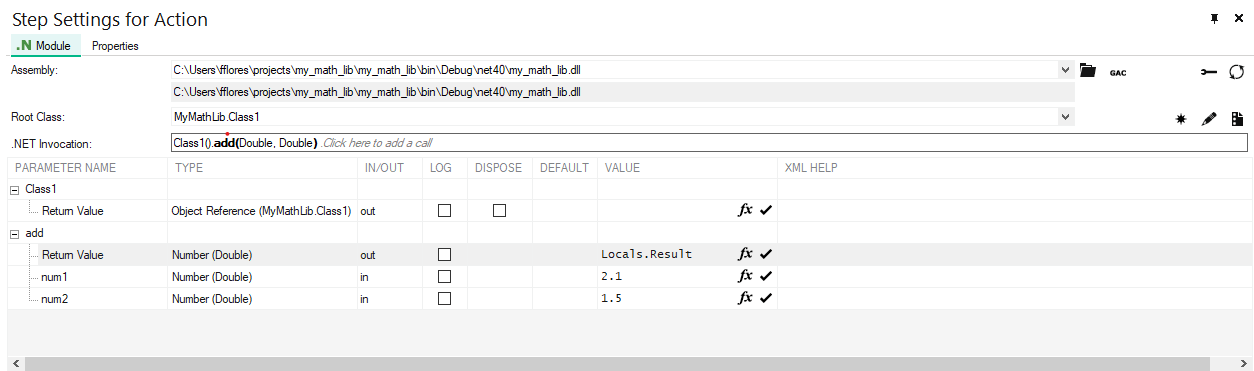 Step Settings for Action
.N Module Properties
Assembly: C:\Users\fflores\projects\my_math_lib\my_math_lib\bin\Debug\net40\my_math_lib.dll GAC
C:\Users\fflores\projects\my_math_lib\my_math_lib\bin\Debug\net40\my_math_lib.dll
Root Class: MyMathLib.Class1
.NET Invocation: Class1().add(Double, Double) .Click here to add a call
PARAMETER NAME TYPE IN/OUT LOG DISPOSE DEFAULT VALUE XML HELP
Class1
Return Value Object Reference (MyMathLib.Class1) out fx
add
Return Value Number (Double) out Locals.Result fx
num1 Number (Double) in 2.1 fx
num2 Number (Double) in 1.5 fx